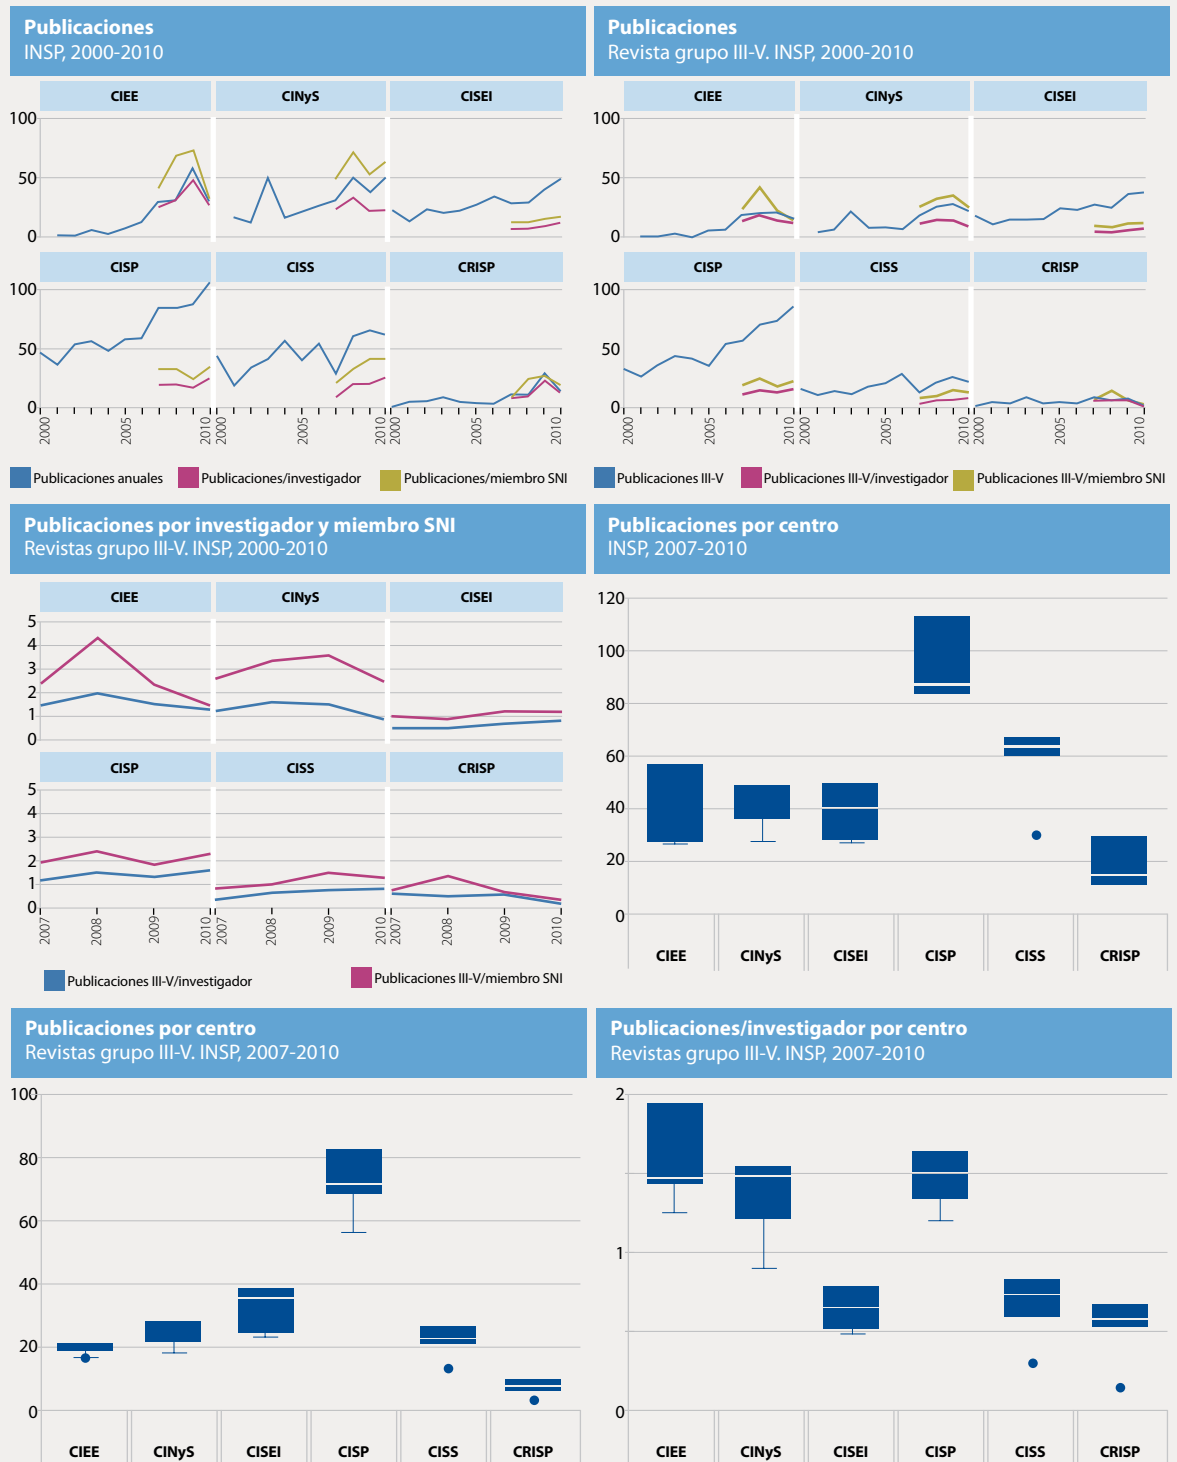 Publicaciones
INSP, 2000-2010
CIEE CINyS CISEI
100
50
0
CISP CISS CRISP
100
50
0
2000 2005 2010 2000 2005 2010 2000 2005 2010
Publicaciones anuales Publicaciones/investigador Publicaciones/miembro SNI
Publicaciones
Revista grupo III-V. INSP, 2000-2010
CIEE CINyS CISEI
100
50
0
CISP CISS CRISP
100
50
0
2000 2005 2010 2000 2005 2010 2000 2005 2010
Publicaciones III-V Publicaciones III-V/investigador Publicaciones III-V/miembro SNI
Publicaciones por investigador y miembro SNI
Revistas grupo III-V. INSP, 2000-2010
CIEE CINyS CISEI
5
4
3
2
1
0
CISP CISS CRISP
5
4
3
2
1
0
2007 2008 2009 2010 2007 2008 2009 2010 2007 2008 2009 2010
Publicaciones III-V/investigador Publicaciones III-V/miembro SNI
Publicaciones por centro
INSP, 2007-2010
120
100
80
60
40
20
0
CIEE CINyS CISEI CISP CISS CRISP
Publicaciones por centro
Revistas grupo III-V. INSP, 2007-2010
100
80
60
40
20
0
CIEE CINyS CISEI CISP CISS CRISP
Publicaciones/investigador por centro
Revistas grupo III-V. INSP, 2007-2010
2
1
0
CIEE CINyS CISEI CISP CISS CRISP